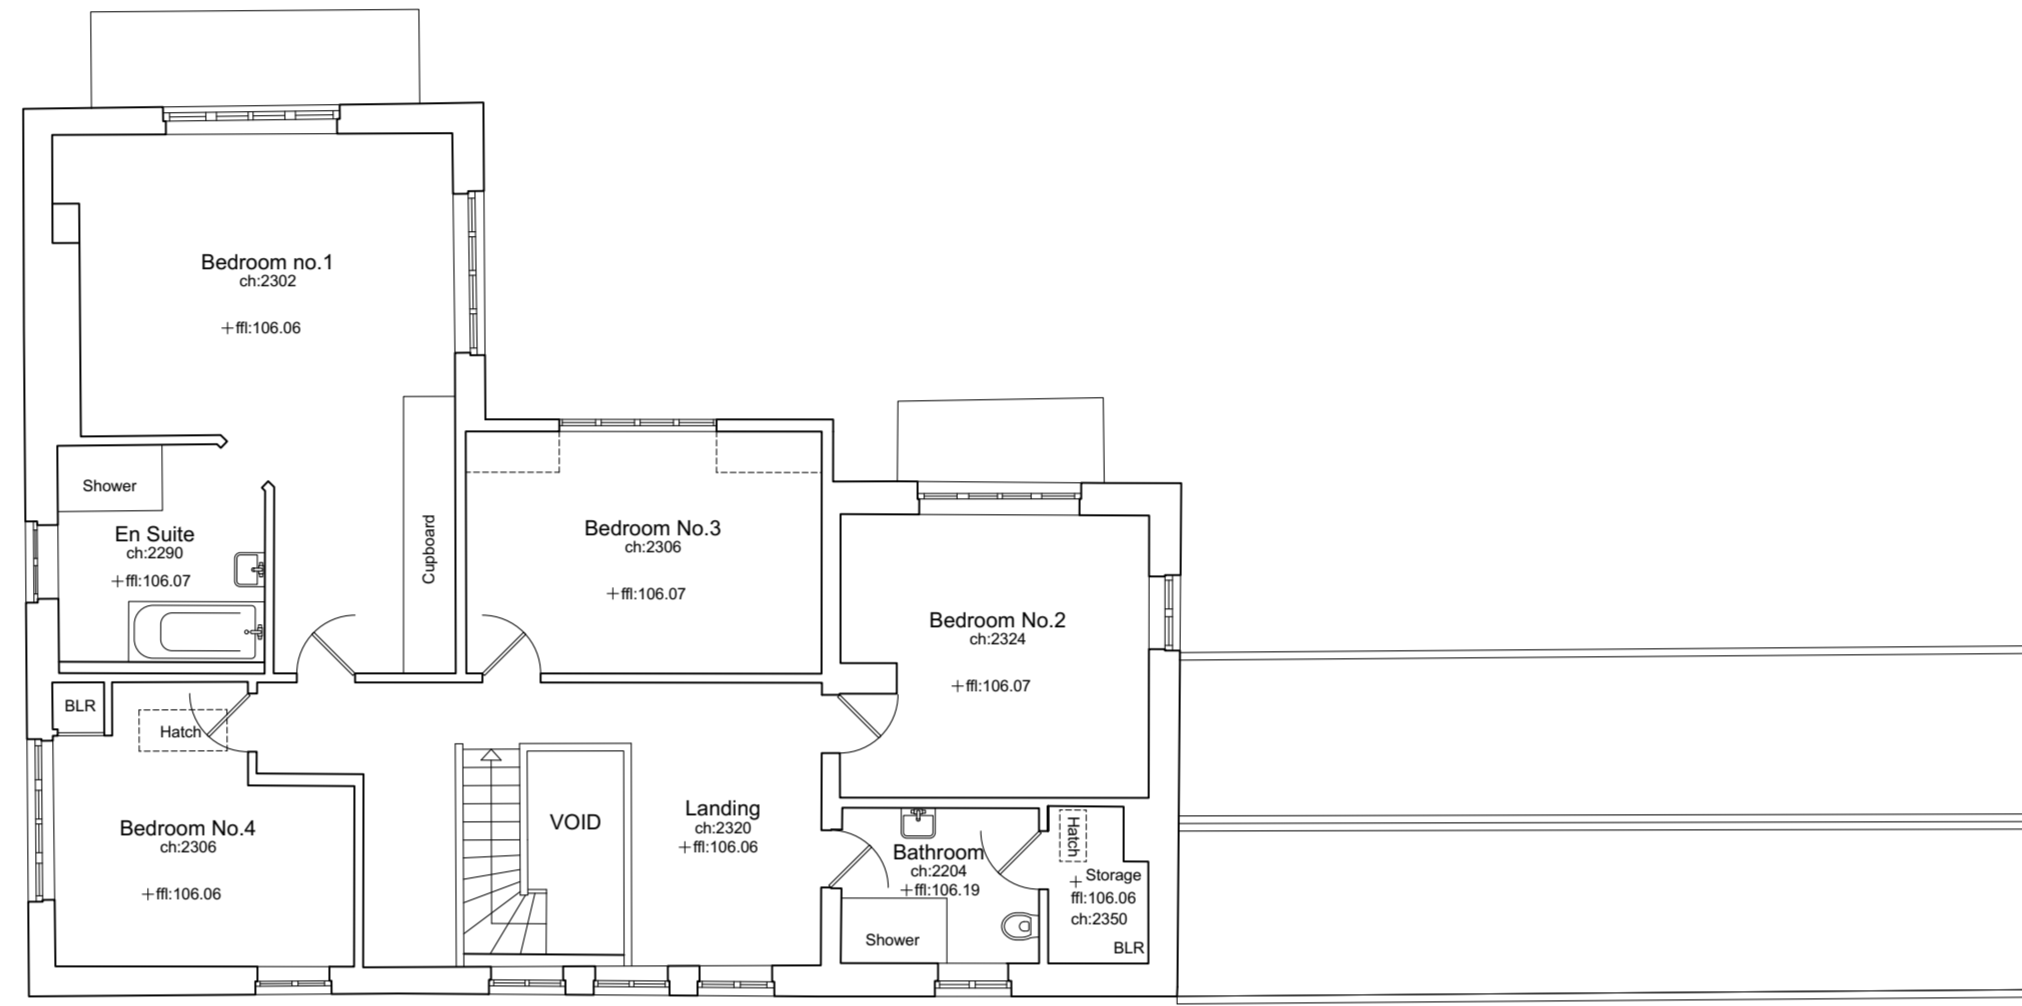 Bedroom no.1
ch:2302
+ffl:106.06
Shower
En Suite
ch:2290
+ffl:106.07
Cupboard
Bedroom No.3
ch:2306
+ffl:106.07
Bedroom No.2
ch:2324
+ffl:106.07
BLR
Hatch
Bedroom No.4
ch:2306
+ffl:106.06
VOID
Landing
ch:2320
+ffl:106.06
Bathroom
ch:2204
+ffl:106.19
Shower
Hatch
+ Storage
ffl:106.06
ch:2350
BLR